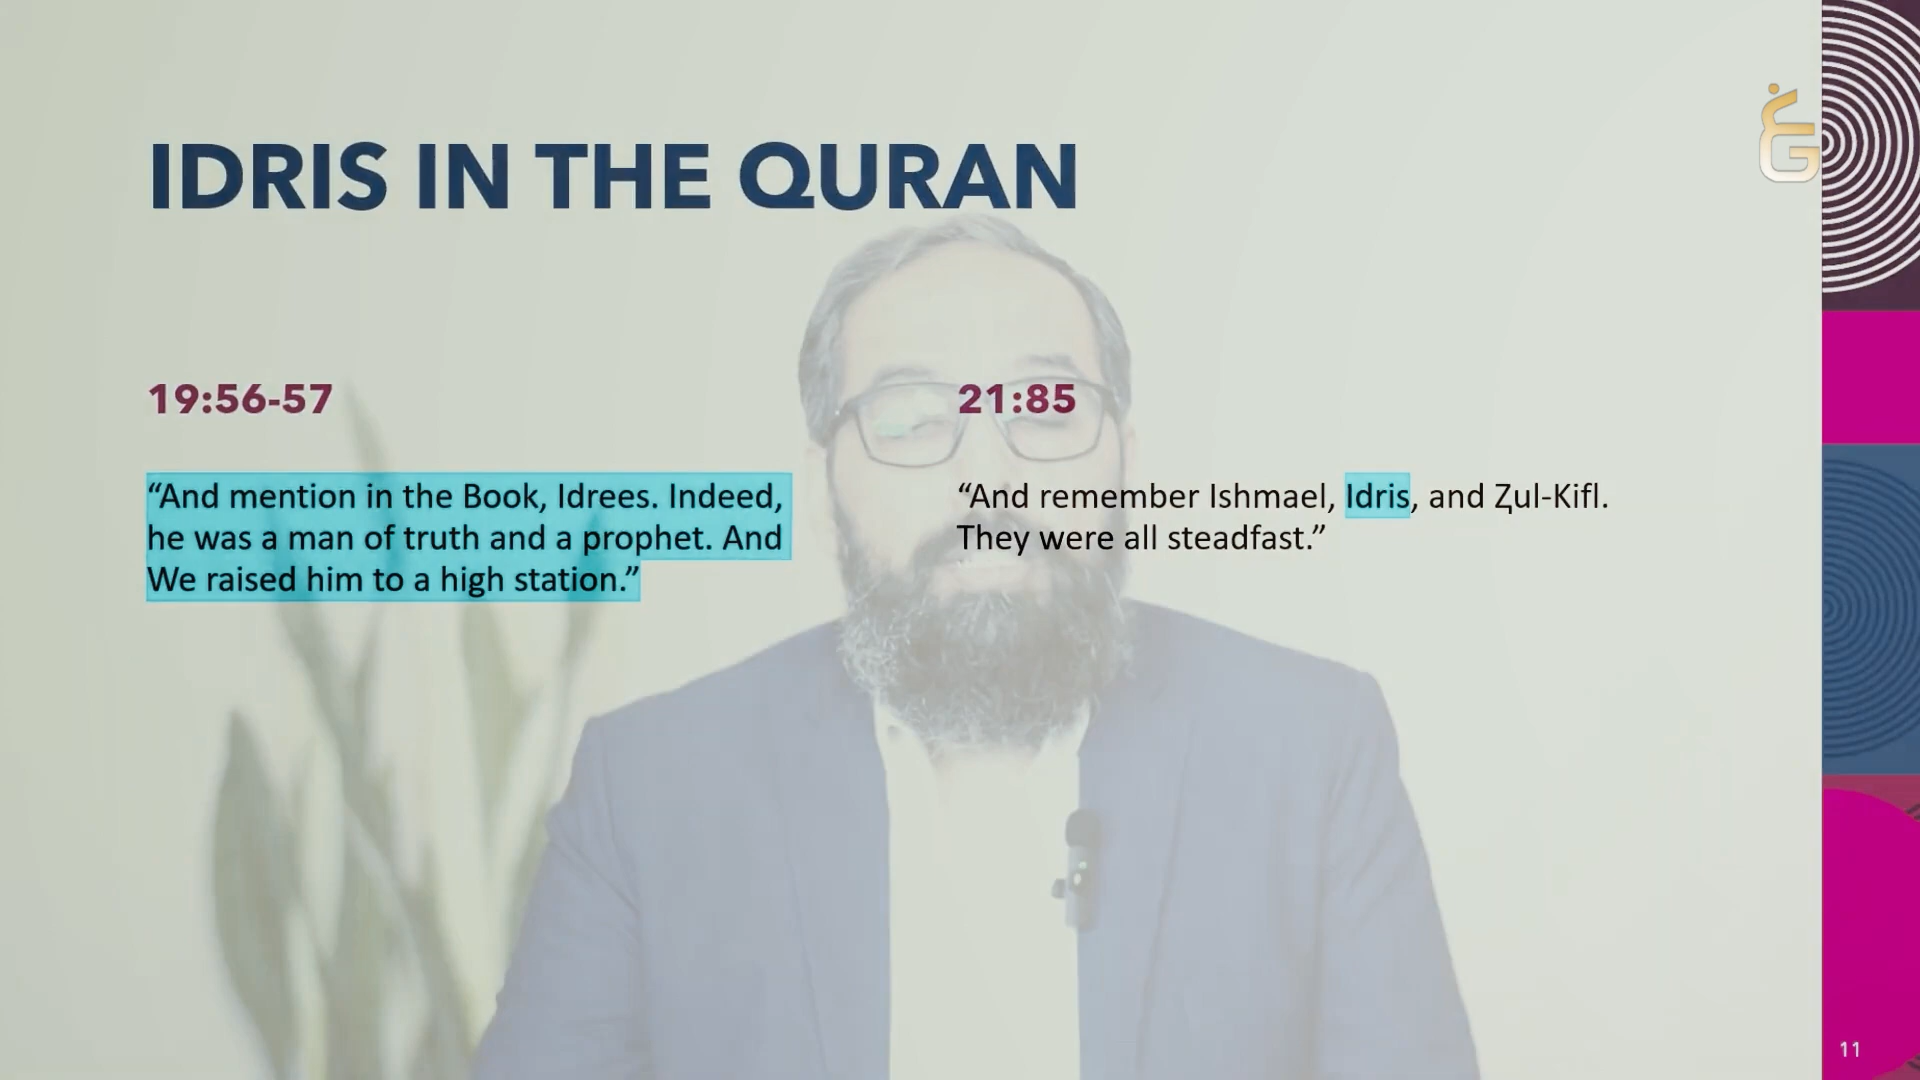 IDRIS IN THE QURAN
19:56-57
“And mention in the Book, Idrees. Indeed,
he was a man of truth and a prophet. And
We raised him to a high station.”
21:85
“And remember Ishmael, Idris, and Ẓul-Kifl.
They were all steadfast.”
11